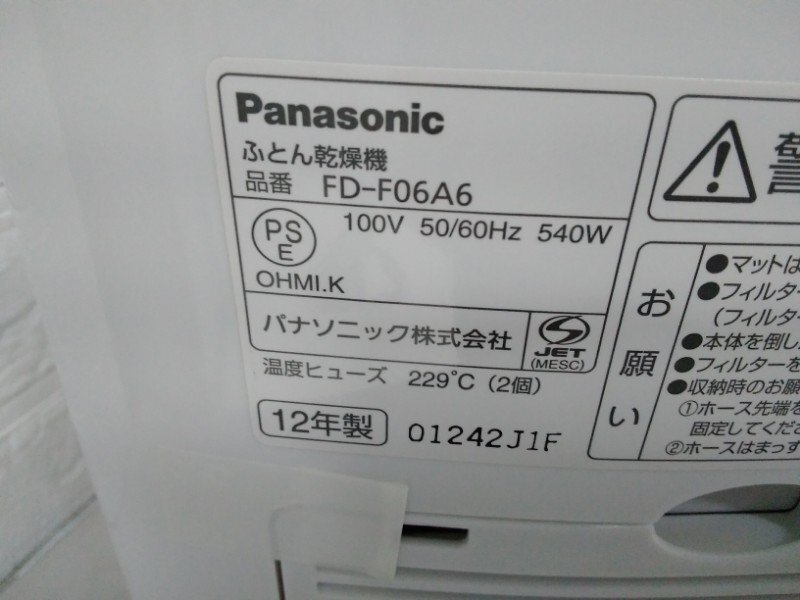 Panasonic
ふとん乾燥機
品番 FD-F06A6
PS
E
100V 50/60Hz 540W
OHMI.K
パナソニック株式会社
S
JET
(MESC)
温度ヒューズ 229℃ (2個)
12年製 01242J1F
お願い
●マットは
●フィルター
(フィルタ
●本体を倒し
●フィルターを
●収納時のお願
①ホース先端を
固定してくだ
②ホースはまっす